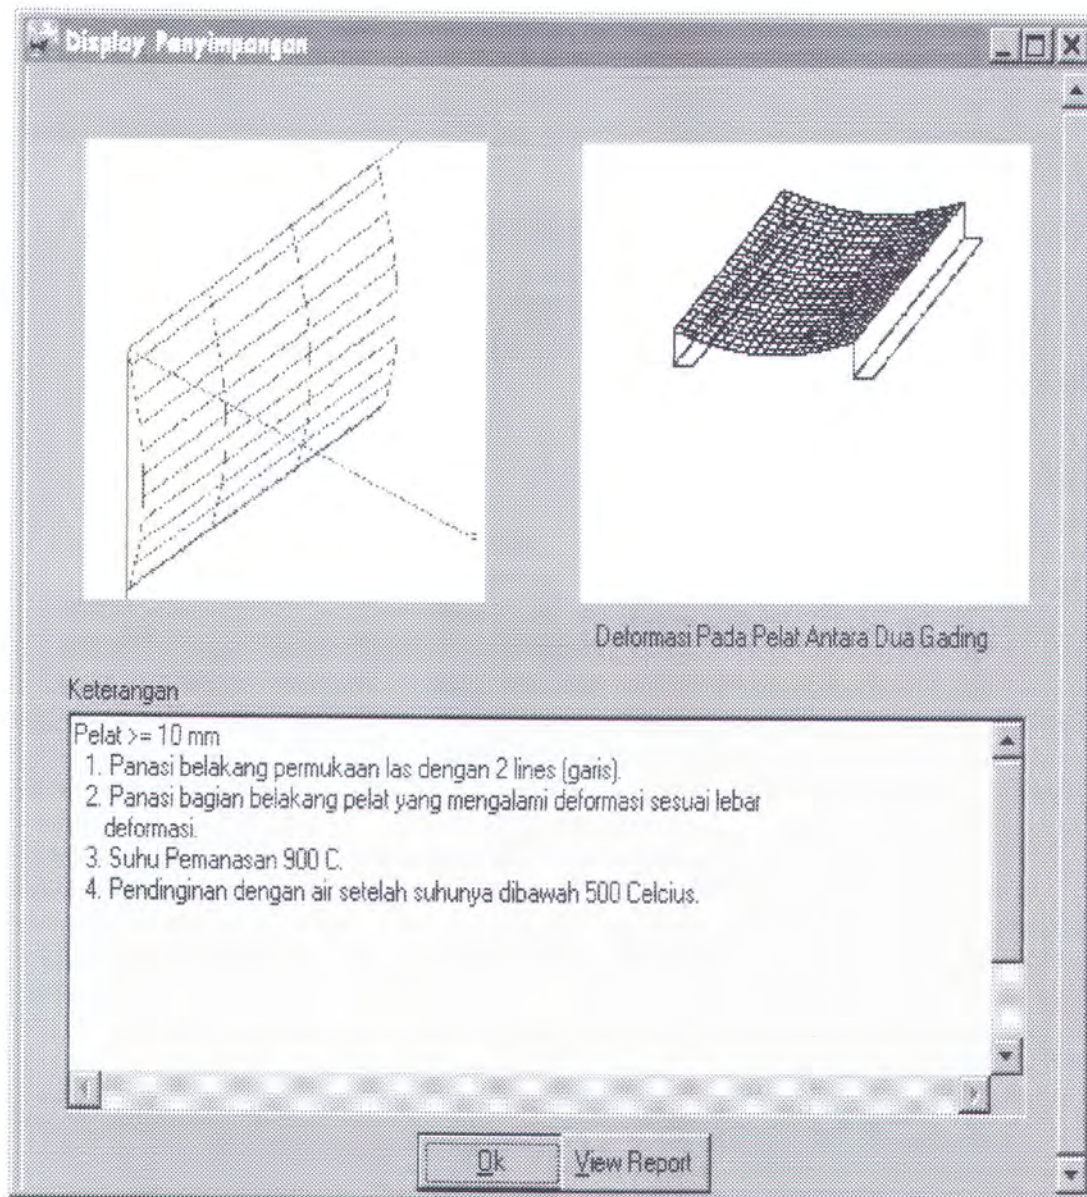 Display Penyimpangan
Deformasi Pada Pelat Antara Dua Gading
Keterangan
Pelat >= 10 mm
1. Panasi belakang permukaan las dengan 2 lines (garis).
2. Panasi bagian belakang pelat yang mengalami deformasi sesuai lebar
deformasi.
3. Suhu Pemanasan 900 C.
4. Pendinginan dengan air setelah suhunya dibawah 500 Celcius.
Ok View Report